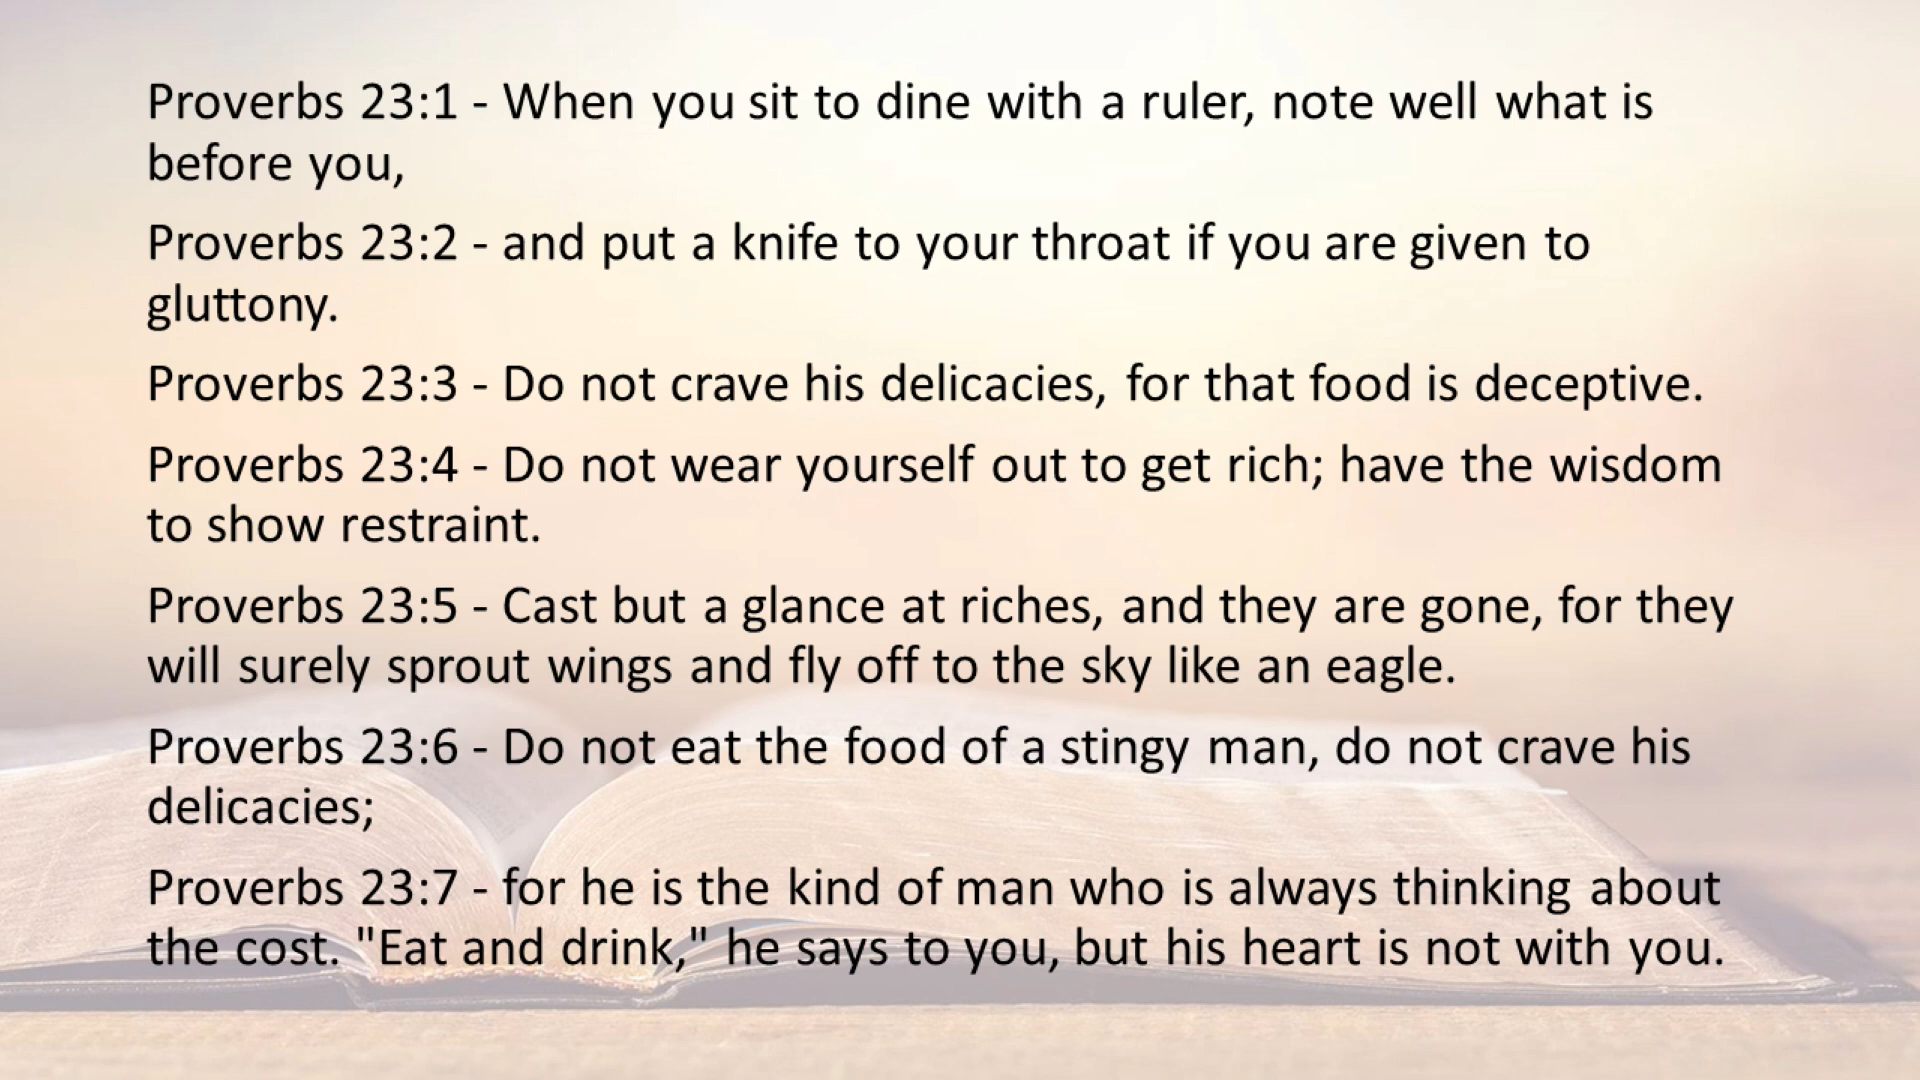 Proverbs 23:1 - When you sit to dine with a ruler, note well what is
before you,
Proverbs 23:2 - and put a knife to your throat if you are given to
gluttony.
Proverbs 23:3 - Do not crave his delicacies, for that food is deceptive.
Proverbs 23:4 - Do not wear yourself out to get rich; have the wisdom
to show restraint.
Proverbs 23:5 - Cast but a glance at riches, and they are gone, for they
will surely sprout wings and fly off to the sky like an eagle.
Proverbs 23:6 - Do not eat the food of a stingy man, do not crave his
delicacies;
Proverbs 23:7 - for he is the kind of man who is always thinking about
the cost. "Eat and drink," he says to you, but his heart is not with you.